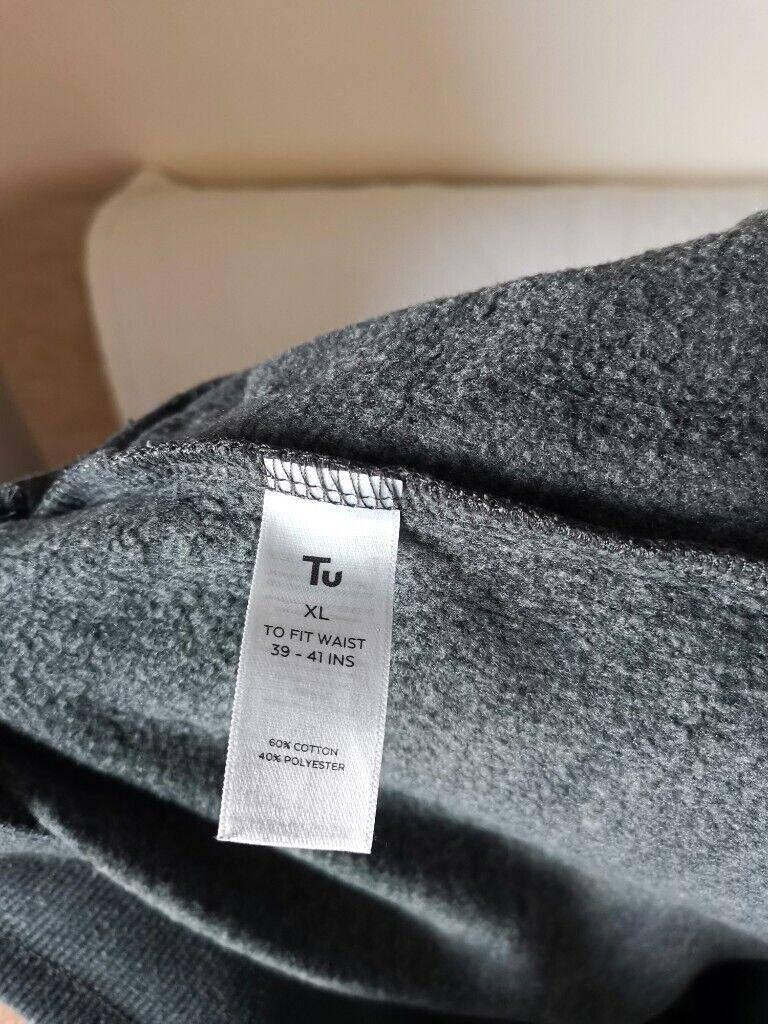 Tu
XL
TO FIT WAIST
39 - 41 INS
60% COTTON
40% POLYESTER